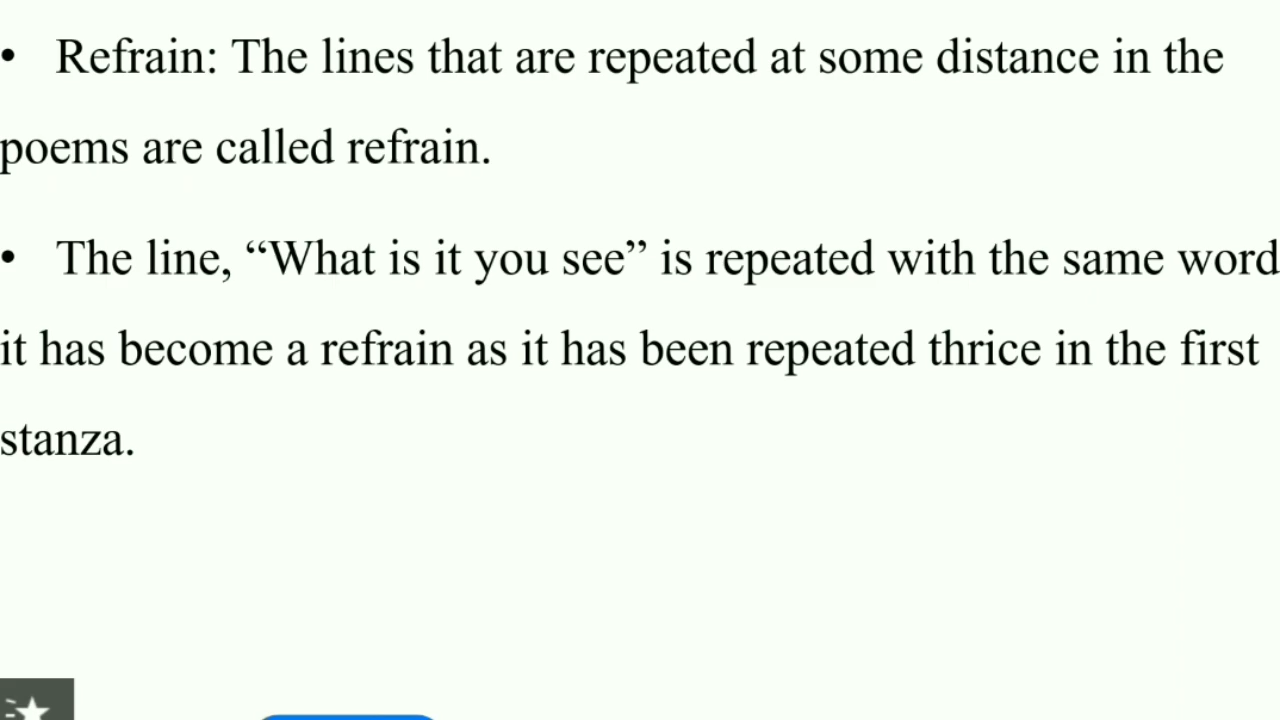 • Refrain: The lines that are repeated at some distance in the
poems are called refrain.
• The line, “What is it you see” is repeated with the same word
it has become a refrain as it has been repeated thrice in the first
stanza.